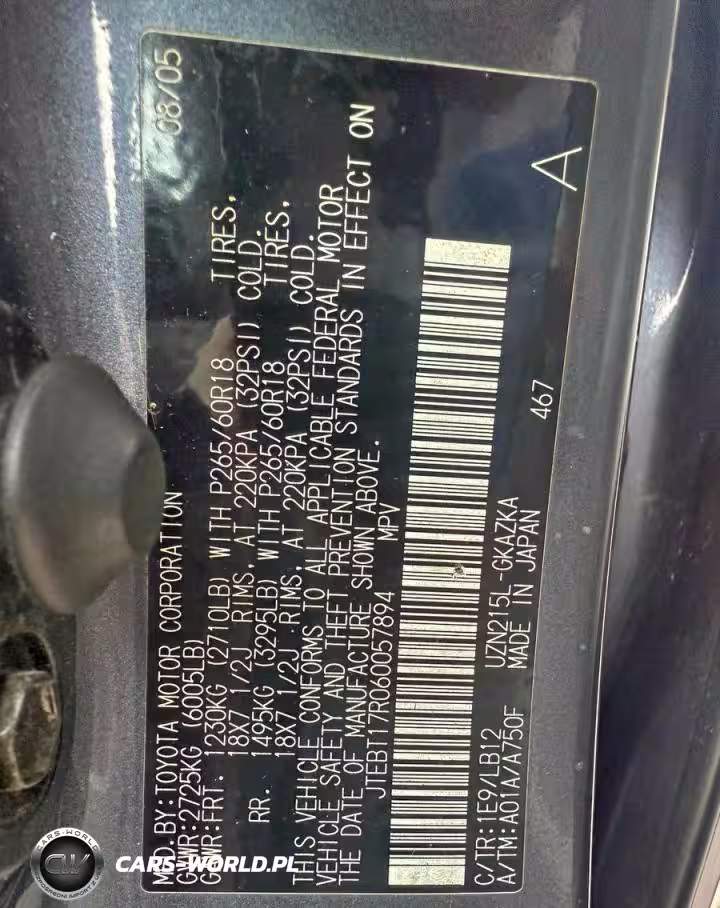 MFD.BY:TOYOTA MOTOR CORPORATION 08/05
GVWR:2725KG (6005LB)
GAWR:FRT. 1230KG (2710LB) WITH P265/60R18 TIRES,
18X7 1/2J RIMS, AT 220KPA (32PSI) COLD.
RR. 1495KG (3295LB) WITH P265/60R18 TIRES,
18X7 1/2J RIMS, AT 220KPA (32PSI) COLD.
THIS VEHICLE CONFORMS TO ALL APPLICABLE FEDERAL MOTOR
VEHICLE SAFETY AND THEFT PREVENTION STANDARDS IN EFFECT ON
THE DATE OF MANUFACTURE SHOWN ABOVE.
JTEBT17R060057894 MPV
C/TR:1E9/LB12 UZN215L-GKAZKA
A/TM:A01A/A750F MADE IN JAPAN 467
A
CARS-WORLD
CW
CARS-WORLD.PL